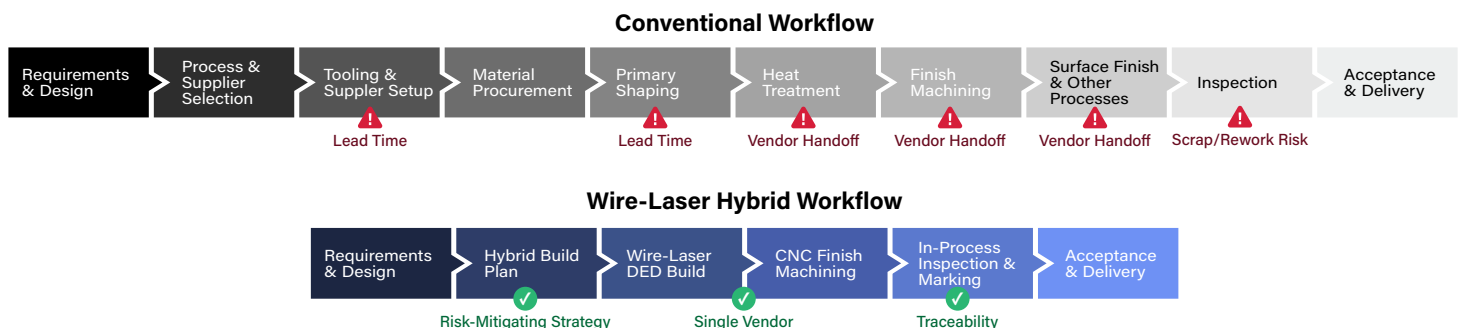 Conventional Workflow
Requirements
& Design
Process &
Supplier
Selection
Tooling &
Suppler Setup
Material
Procurement
Primary
Shaping
Heat
Treatment
Finish
Machining
Surface Finish
& Other
Processes
Inspection
Acceptance
& Delivery
Lead Time
Lead Time
Vendor Handoff
Vendor Handoff
Vendor Handoff
Scrap/Rework Risk
Wire-Laser Hybrid Workflow
Requirements
& Design
Hybrid Build
Plan
Wire-Laser
DED Build
CNC Finish
Machining
In-Process
Inspection &
Marking
Acceptance
& Delivery
Risk-Mitigating Strategy
Single Vendor
Traceability